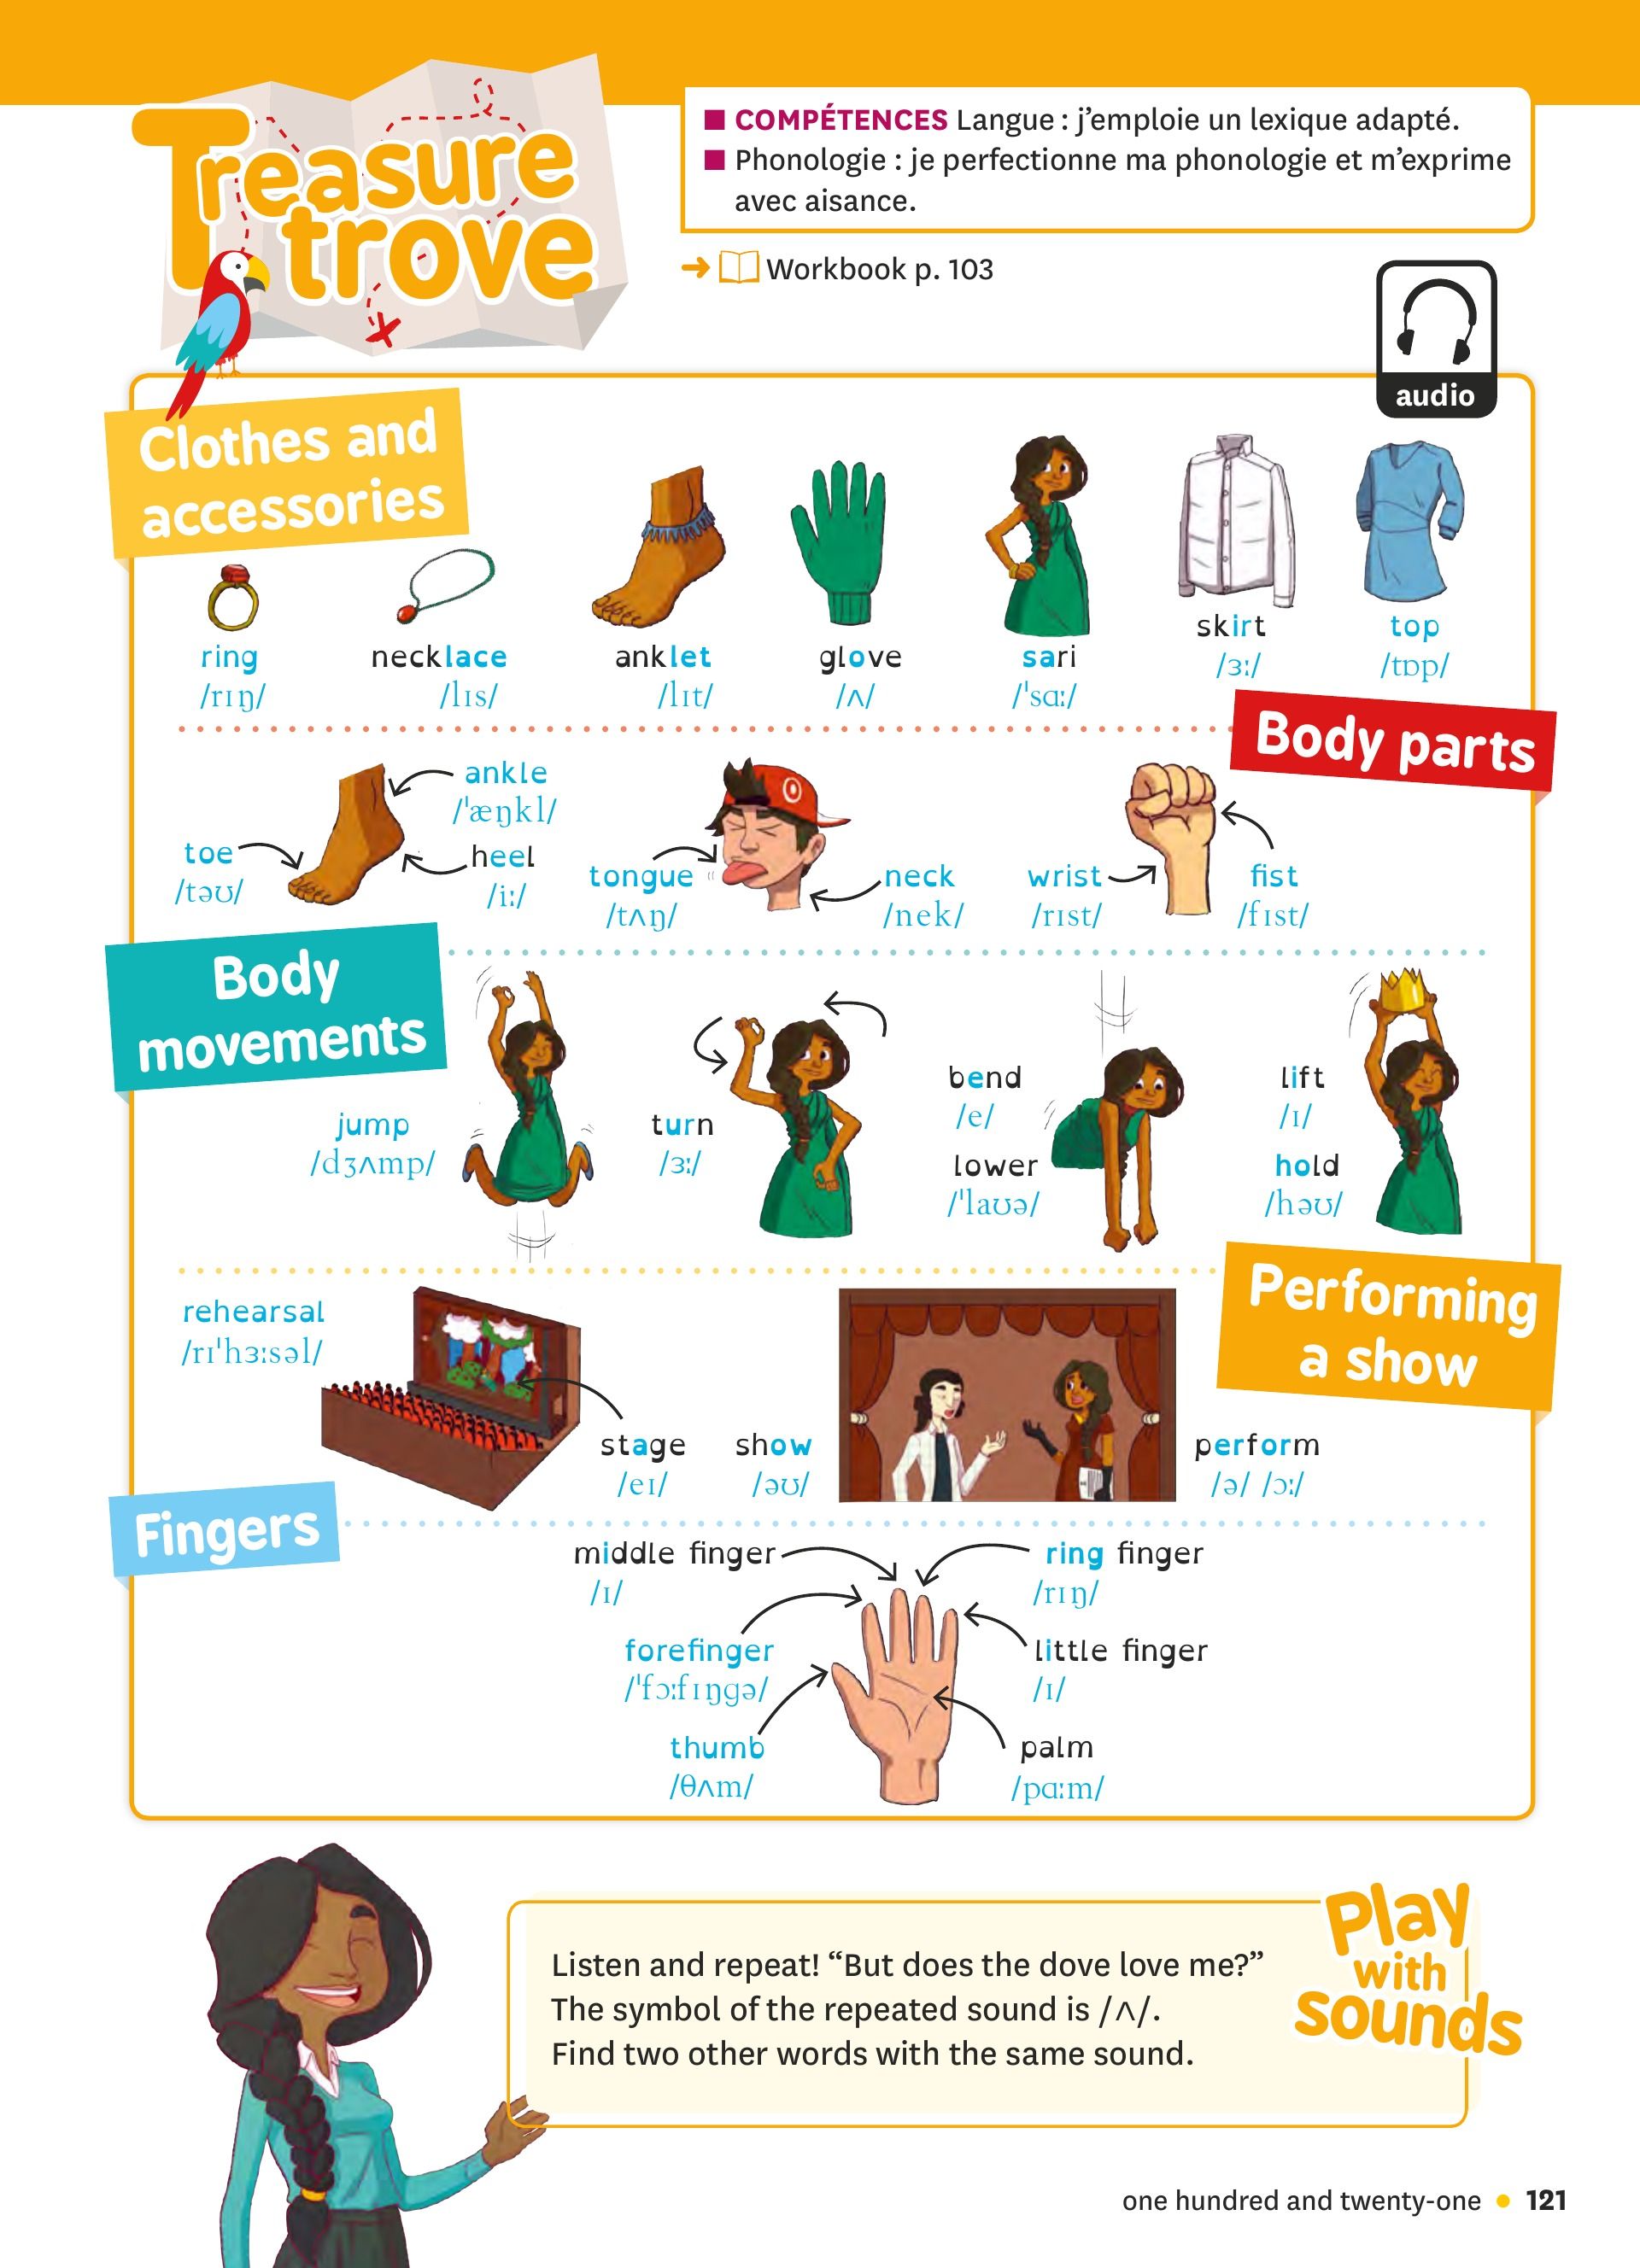 Treasure
trove
■ COMPÉTENCES Langue : j’emploie un lexique adapté.
■ Phonologie : je perfectionne ma phonologie et m’exprime
avec aisance.
➜ Workbook p. 103
audio
Clothes and
accessories
ring
/rɪŋ/
necklace
/lɪs/
anklet
/lɪt/
glove
/ʌ/
sari
/ˈsɑː/
skirt
/ɜː/
top
/tɒp/
Body parts
ankle
/ˈæŋkl/
toe
/təʊ/
heel
/iː/
tongue
/tʌŋ/
neck
/nek/
wrist
/rɪst/
fist
/fɪst/
Body
movements
jump
/dʒʌmp/
turn
/ɜː/
bend
/e/
lower
/ˈlaʊə/
lift
/ɪ/
hold
/həʊ/
Performing
a show
rehearsal
/rɪˈhɜːsəl/
stage
/eɪ/
show
/əʊ/
perform
/ə/ /ɔː/
Fingers
middle finger
/ɪ/
ring finger
/rɪŋ/
forefinger
/ˈfɔːfɪŋgə/
little finger
/ɪ/
thumb
/θʌm/
palm
/pɑːm/
Play
with
sounds
Listen and repeat! “But does the dove love me?”
The symbol of the repeated sound is /ʌ/.
Find two other words with the same sound.
one hundred and twenty-one • 121